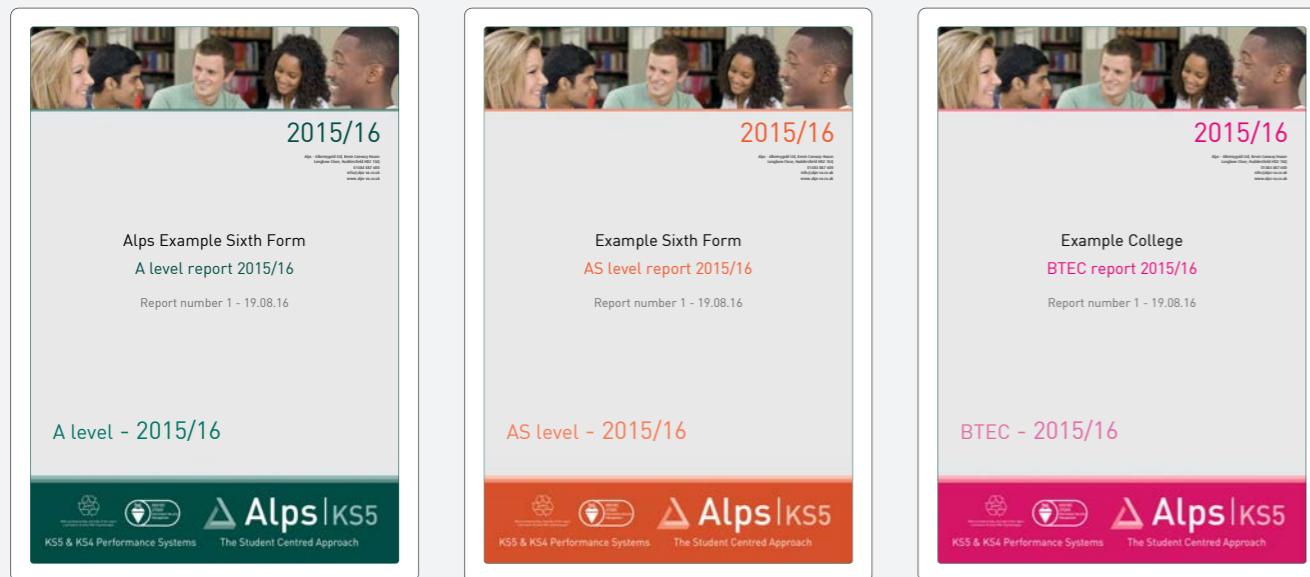 2015/16
Alps Example Sixth Form
A level report 2015/16
Report number 1 - 19.08.16
A level - 2015/16
Alps KS5
KS5 & KS4 Performance Systems The Student Centred Approach
2015/16
Example Sixth Form
AS level report 2015/16
Report number 1 - 19.08.16
AS level - 2015/16
Alps KS5
KS5 & KS4 Performance Systems The Student Centred Approach
2015/16
Example College
BTEC report 2015/16
Report number 1 - 19.08.16
BTEC - 2015/16
Alps KS5
KS5 & KS4 Performance Systems The Student Centred Approach